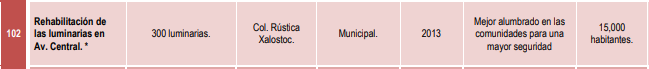 102
Rehabilitación de
las luminarias en
Av. Central. *
300 luminarias.
Col. Rústica
Xalostoc.
Municipal.
2013
Mejor alumbrado en las
comunidades para una
mayor seguridad
15,000
habitantes.